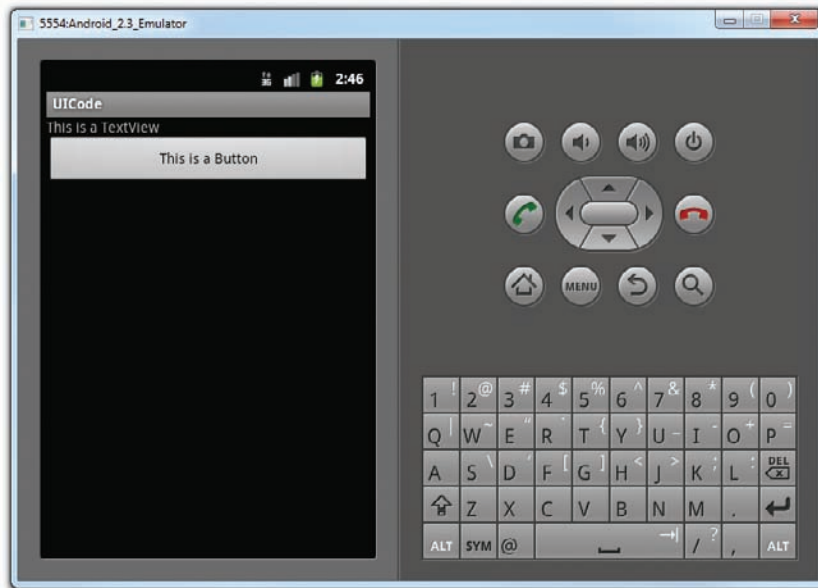 5554:Android_2.3_Emulator
3G 2:46
UICode
This is a TextView
This is a Button
MENU
1 ! 2 @ 3 # 4 $ 5 % 6 ^ 7 & 8 * 9 ( 0 )
Q | W ~ E " R ` T { Y } U _ I - O + P =
A S \ D ' F [ G ] H < J > K ; L : DEL
Z X C V B N M .
ALT SYM @ / ? , ALT